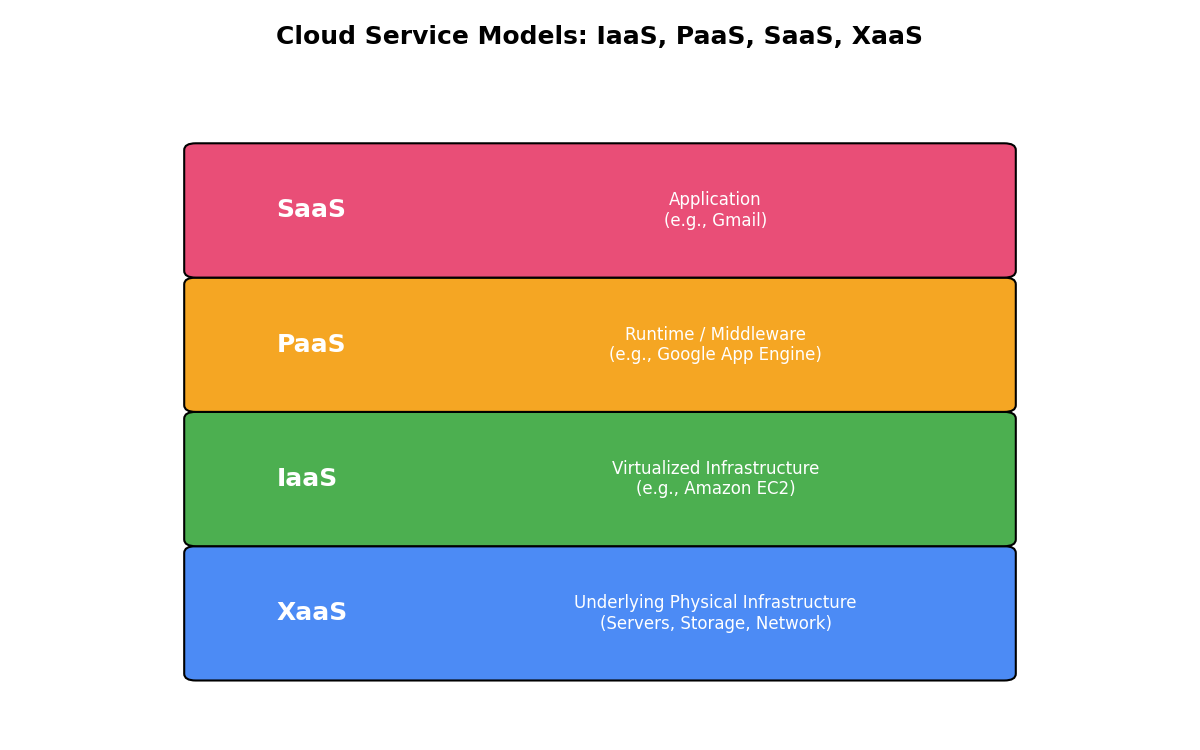 Cloud Service Models: IaaS, PaaS, SaaS, XaaS
SaaS
Application
(e.g., Gmail)
PaaS
Runtime / Middleware
(e.g., Google App Engine)
IaaS
Virtualized Infrastructure
(e.g., Amazon EC2)
XaaS
Underlying Physical Infrastructure
(Servers, Storage, Network)